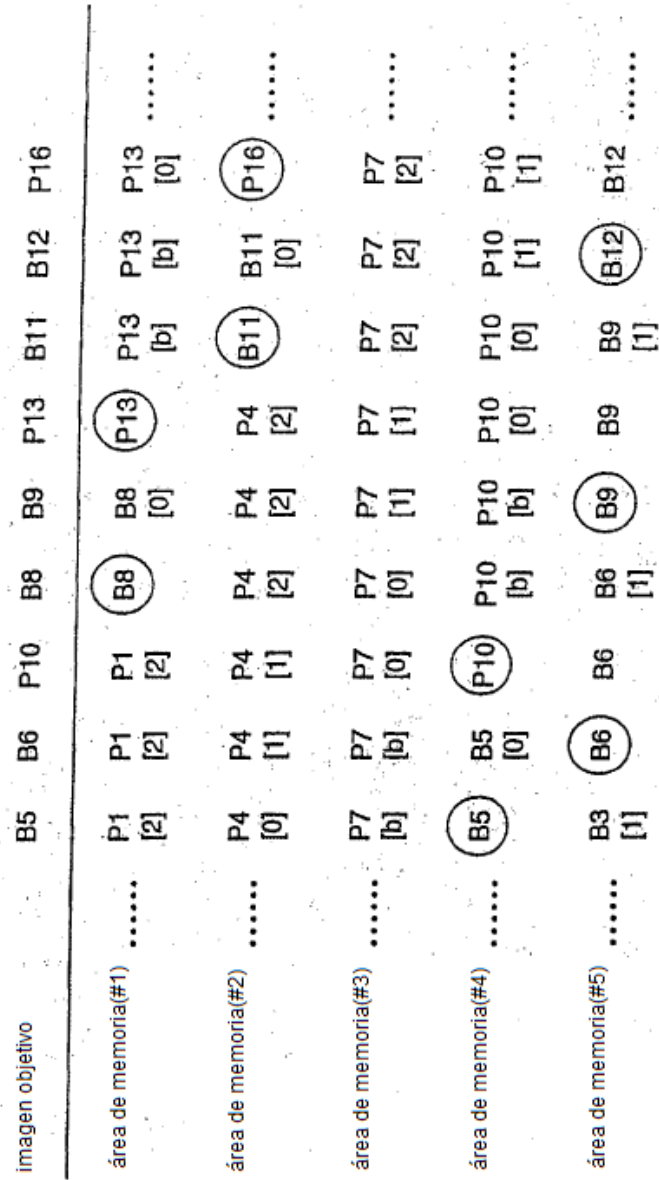 imagen objetivo B5 B6 P10 B8 B9 P13 B11 B12 P16
área de memoria(#1) ...... P1 P1 P1 B8 B8 P13 P13 P13 P13 ......
[2] [2] [2] [0] [b] [b] [0]
área de memoria(#2) ...... P4 P4 P4 P4 P4 P4 B11 B11 P16 ......
[0] [1] [1] [2] [2] [2] [0]
área de memoria(#3) ...... P7 P7 P7 P7 P7 P7 P7 P7 P7 ......
[b] [b] [0] [0] [1] [1] [2] [2] [2]
área de memoria(#4) ...... B5 B5 P10 P10 P10 P10 P10 P10 P10 ......
[0] [b] [b] [0] [0] [1] [1]
área de memoria(#5) ...... B3 B6 B6 B6 B9 B9 B9 B12 B12 ......
[1] [1] [1]